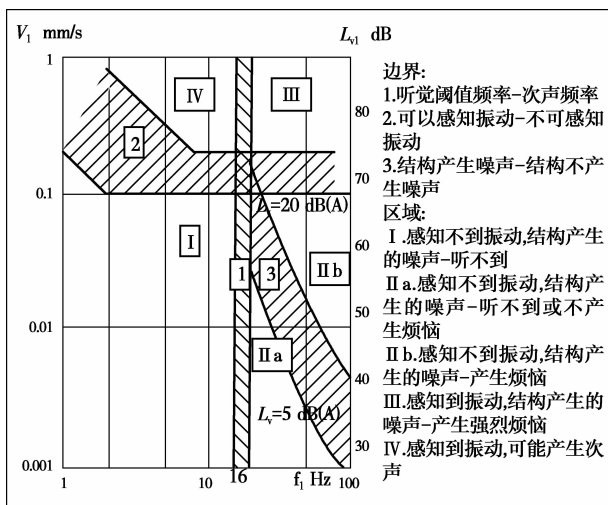 V₁ mm/s
Lv1 dB
1
0.1
0.01
0.001
80
70
60
50
40
30
IV
III
2
L=20 dB(A)
I
1
3
IIb
IIa
Lv=5 dB(A)
1
10
16
f₁ Hz
100
边界:
1.听觉阈值频率-次声频率
2.可以感知振动-不可感知
振动
3.结构产生噪声-结构不产
生噪声
区域:
Ⅰ.感知不到振动,结构产生
的噪声-听不到
Ⅱa.感知不到振动,结构产
生的噪声-听不到或不产
生烦恼
Ⅱb.感知不到振动,结构产
生的噪声-产生烦恼
Ⅲ.感知到振动,结构产生的
噪声-产生强烈烦恼
Ⅳ.感知到振动,可能产生次
声